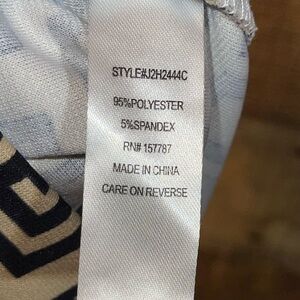 STYLE#J2H2444C
95%POLYESTER
5%SPANDEX
RN# 157787
MADE IN CHINA
CARE ON REVERSE